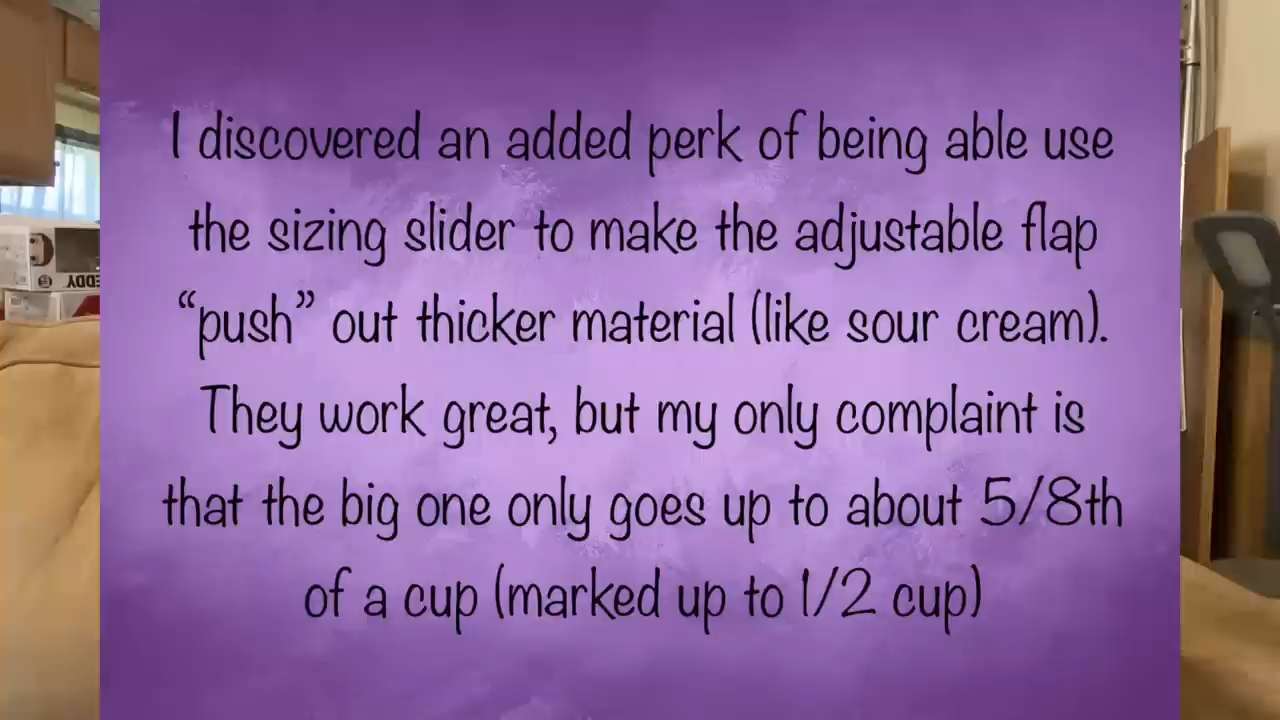 I discovered an added perk of being able use
the sizing slider to make the adjustable flap
“push” out thicker material (like sour cream).
They work great, but my only complaint is
that the big one only goes up to about 5/8th
of a cup (marked up to 1/2 cup)
EDDY